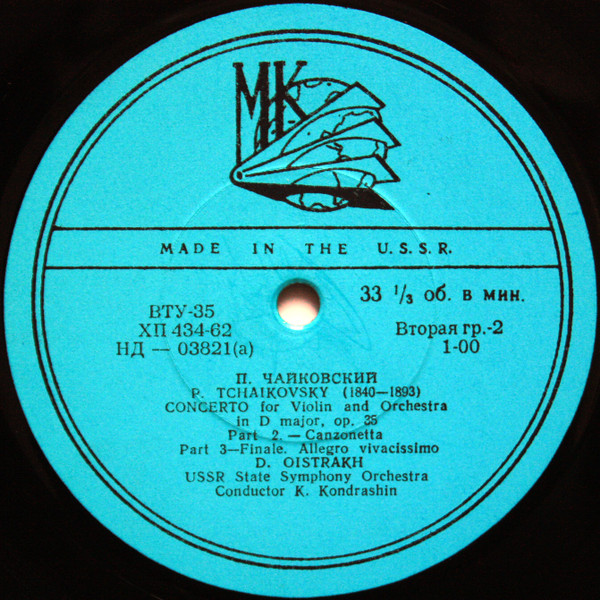 МК
MADE IN THE U.S.S.R.
ВТУ-35
ХП 434-62
НД — 03821(а)
33 1/3 об. в мин.
Вторая гр.-2
1-00
П. ЧАЙКОВСКИЙ
P. TCHAIKOVSKY (1840—1893)
CONCERTO for Violin and Orchestra
in D major, op. 35
Part 2. — Canzonetta
Part 3—Finale. Allegro vivacissimo
D. OISTRAKH
USSR State Symphony Orchestra
Conductor K. Kondrashin